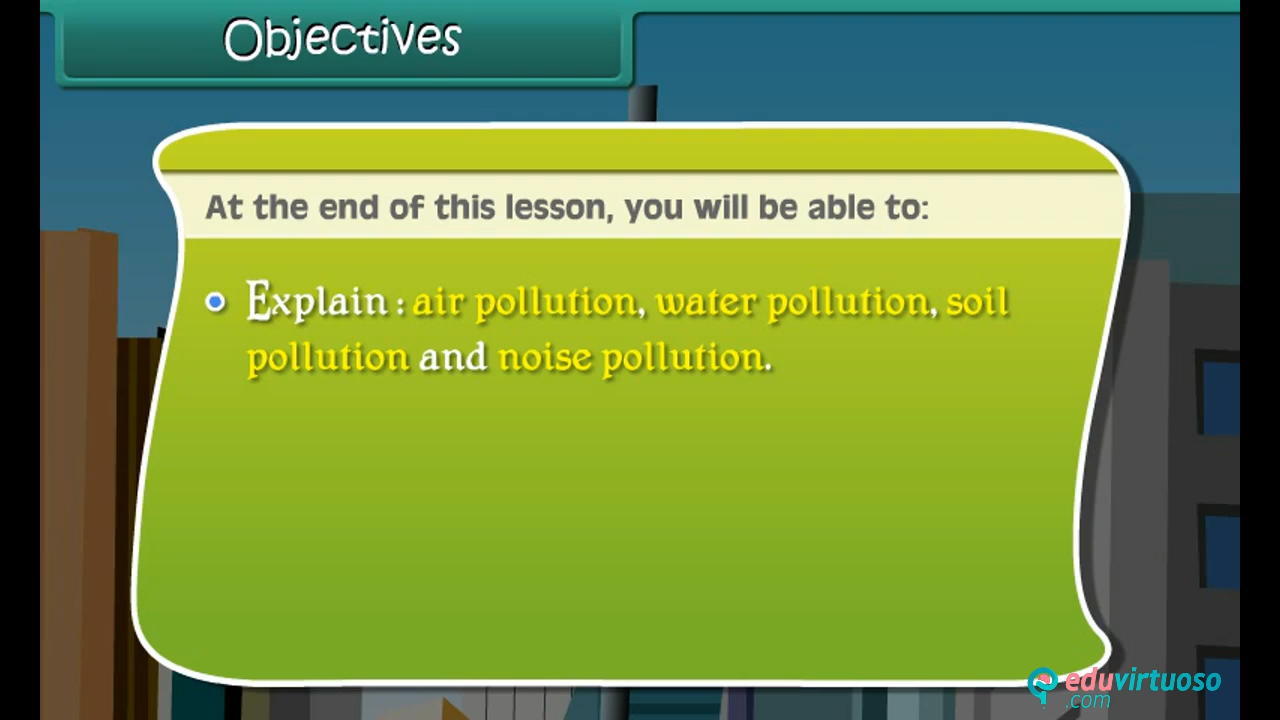 Objectives
At the end of this lesson, you will be able to:
Explain : air pollution, water pollution, soil
pollution and noise pollution.
eduvirtuoso
.com